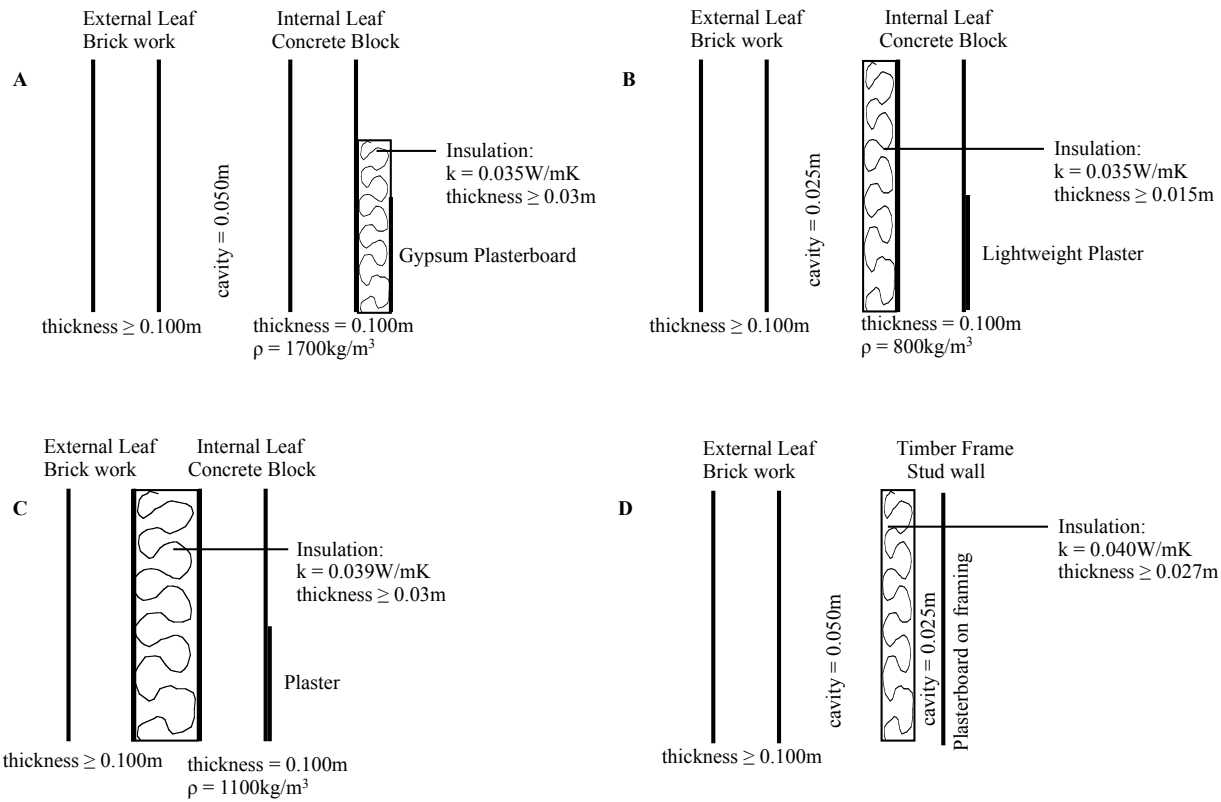 External Leaf
Brick work
Internal Leaf
Concrete Block
A
Insulation:
k = 0.035W/mK
thickness ≥ 0.03m
cavity = 0.050m
Gypsum Plasterboard
thickness ≥ 0.100m
thickness = 0.100m
ρ = 1700kg/m³
External Leaf
Brick work
Internal Leaf
Concrete Block
B
Insulation:
k = 0.035W/mK
thickness ≥ 0.015m
cavity = 0.025m
Lightweight Plaster
thickness ≥ 0.100m
thickness = 0.100m
ρ = 800kg/m³
External Leaf
Brick work
Internal Leaf
Concrete Block
C
Insulation:
k = 0.039W/mK
thickness ≥ 0.03m
Plaster
thickness ≥ 0.100m
thickness = 0.100m
ρ = 1100kg/m³
External Leaf
Brick work
Timber Frame
Stud wall
D
Insulation:
k = 0.040W/mK
thickness ≥ 0.027m
cavity = 0.050m
cavity = 0.025m
Plasterboard on framing
thickness ≥ 0.100m